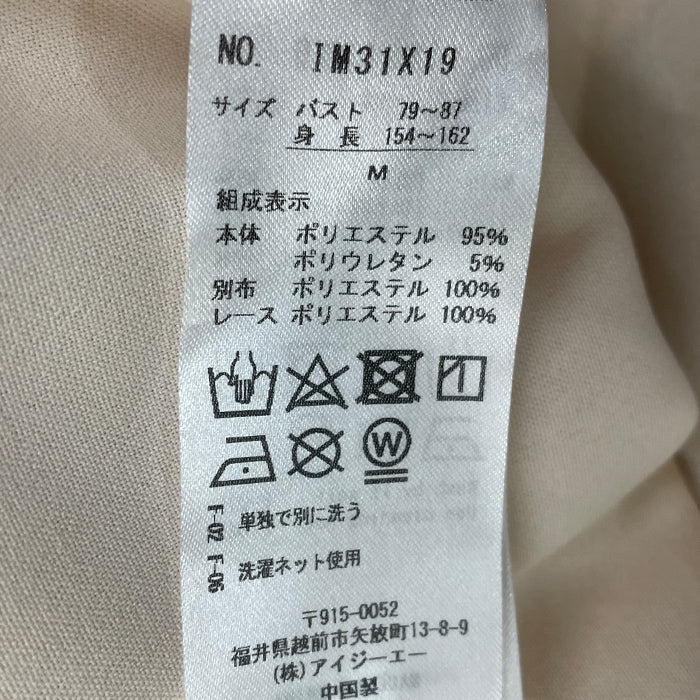 NO. IM31X19
サイズ バスト 79〜87
身長 154〜162
M
組成表示
本体 ポリエステル 95%
ポリウレタン 5%
別布 ポリエステル 100%
レース ポリエステル 100%
W
F-02 単独で別に洗う
F-06 洗濯ネット使用
〒915-0052
福井県越前市矢放町13-8-9
(株)アイジーエー
中国製